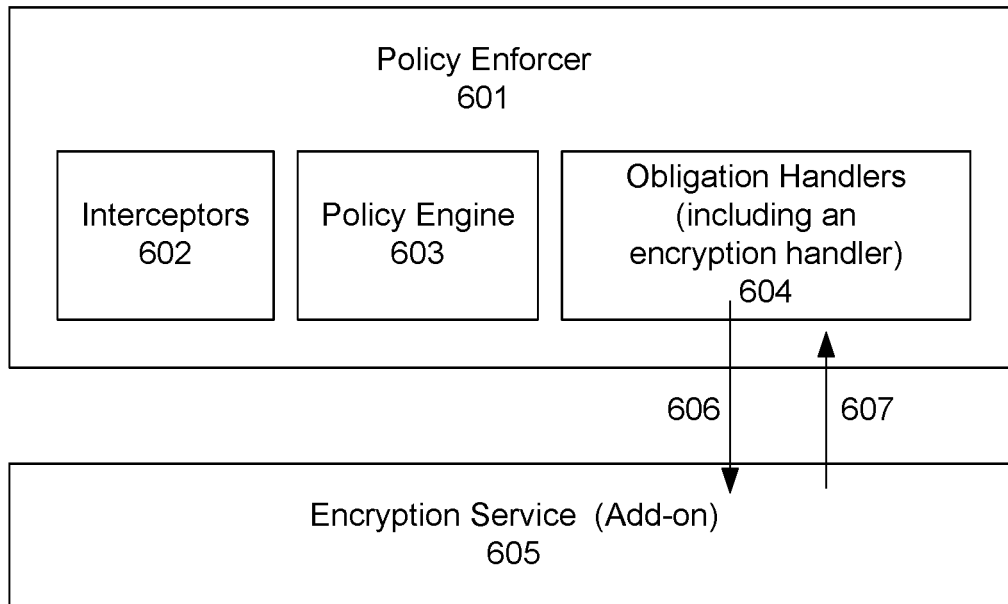 Policy Enforcer
601
Interceptors
602
Policy Engine
603
Obligation Handlers
(including an
encryption handler)
604
606
607
Encryption Service (Add-on)
605